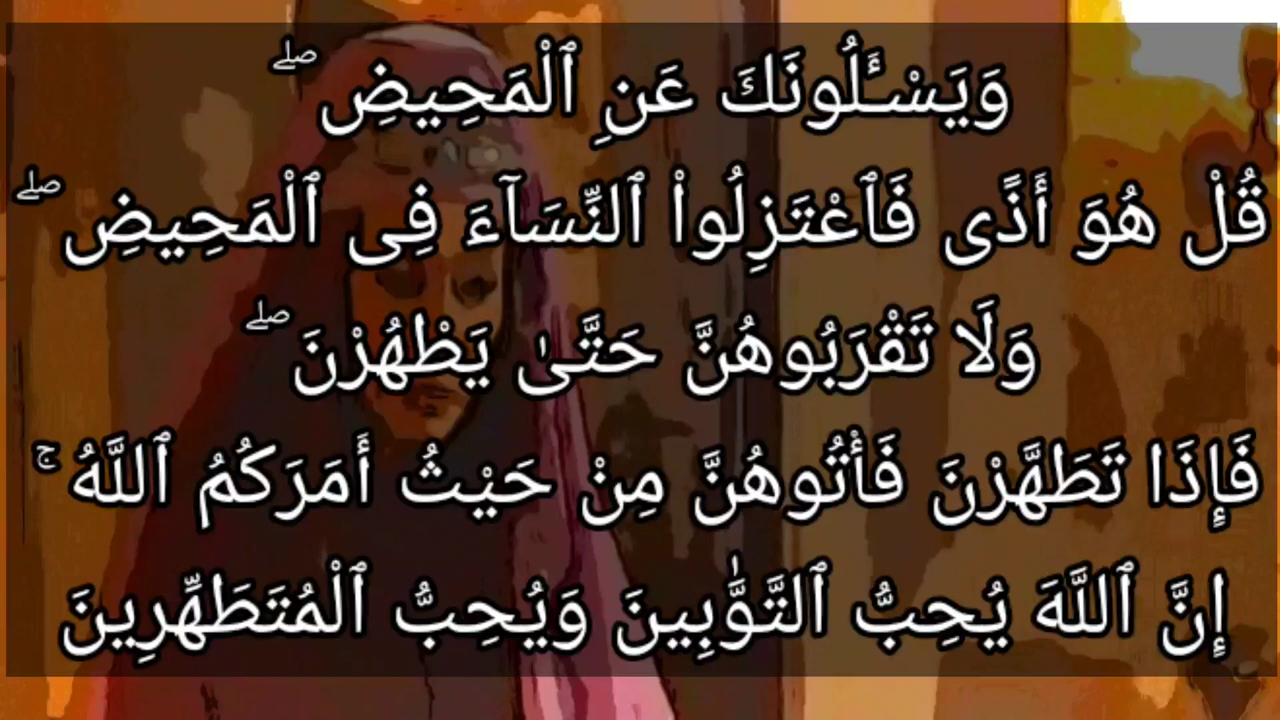 وَيَسْـَٔلُونَكَ عَنِ ٱلْمَحِيضِ ۖ
قُلْ هُوَ أَذًۭى فَٱعْتَزِلُوا۟ ٱلنِّسَآءَ فِى ٱلْمَحِيضِ ۖ
وَلَا تَقْرَبُوهُنَّ حَتَّىٰ يَطْهُرْنَ ۖ
فَإِذَا تَطَهَّرْنَ فَأْتُوهُنَّ مِنْ حَيْثُ أَمَرَكُمُ ٱللَّهُ ۚ
إِنَّ ٱللَّهَ يُحِبُّ ٱلتَّوَّٰبِينَ وَيُحِبُّ ٱلْمُتَطَهِّرِينَ